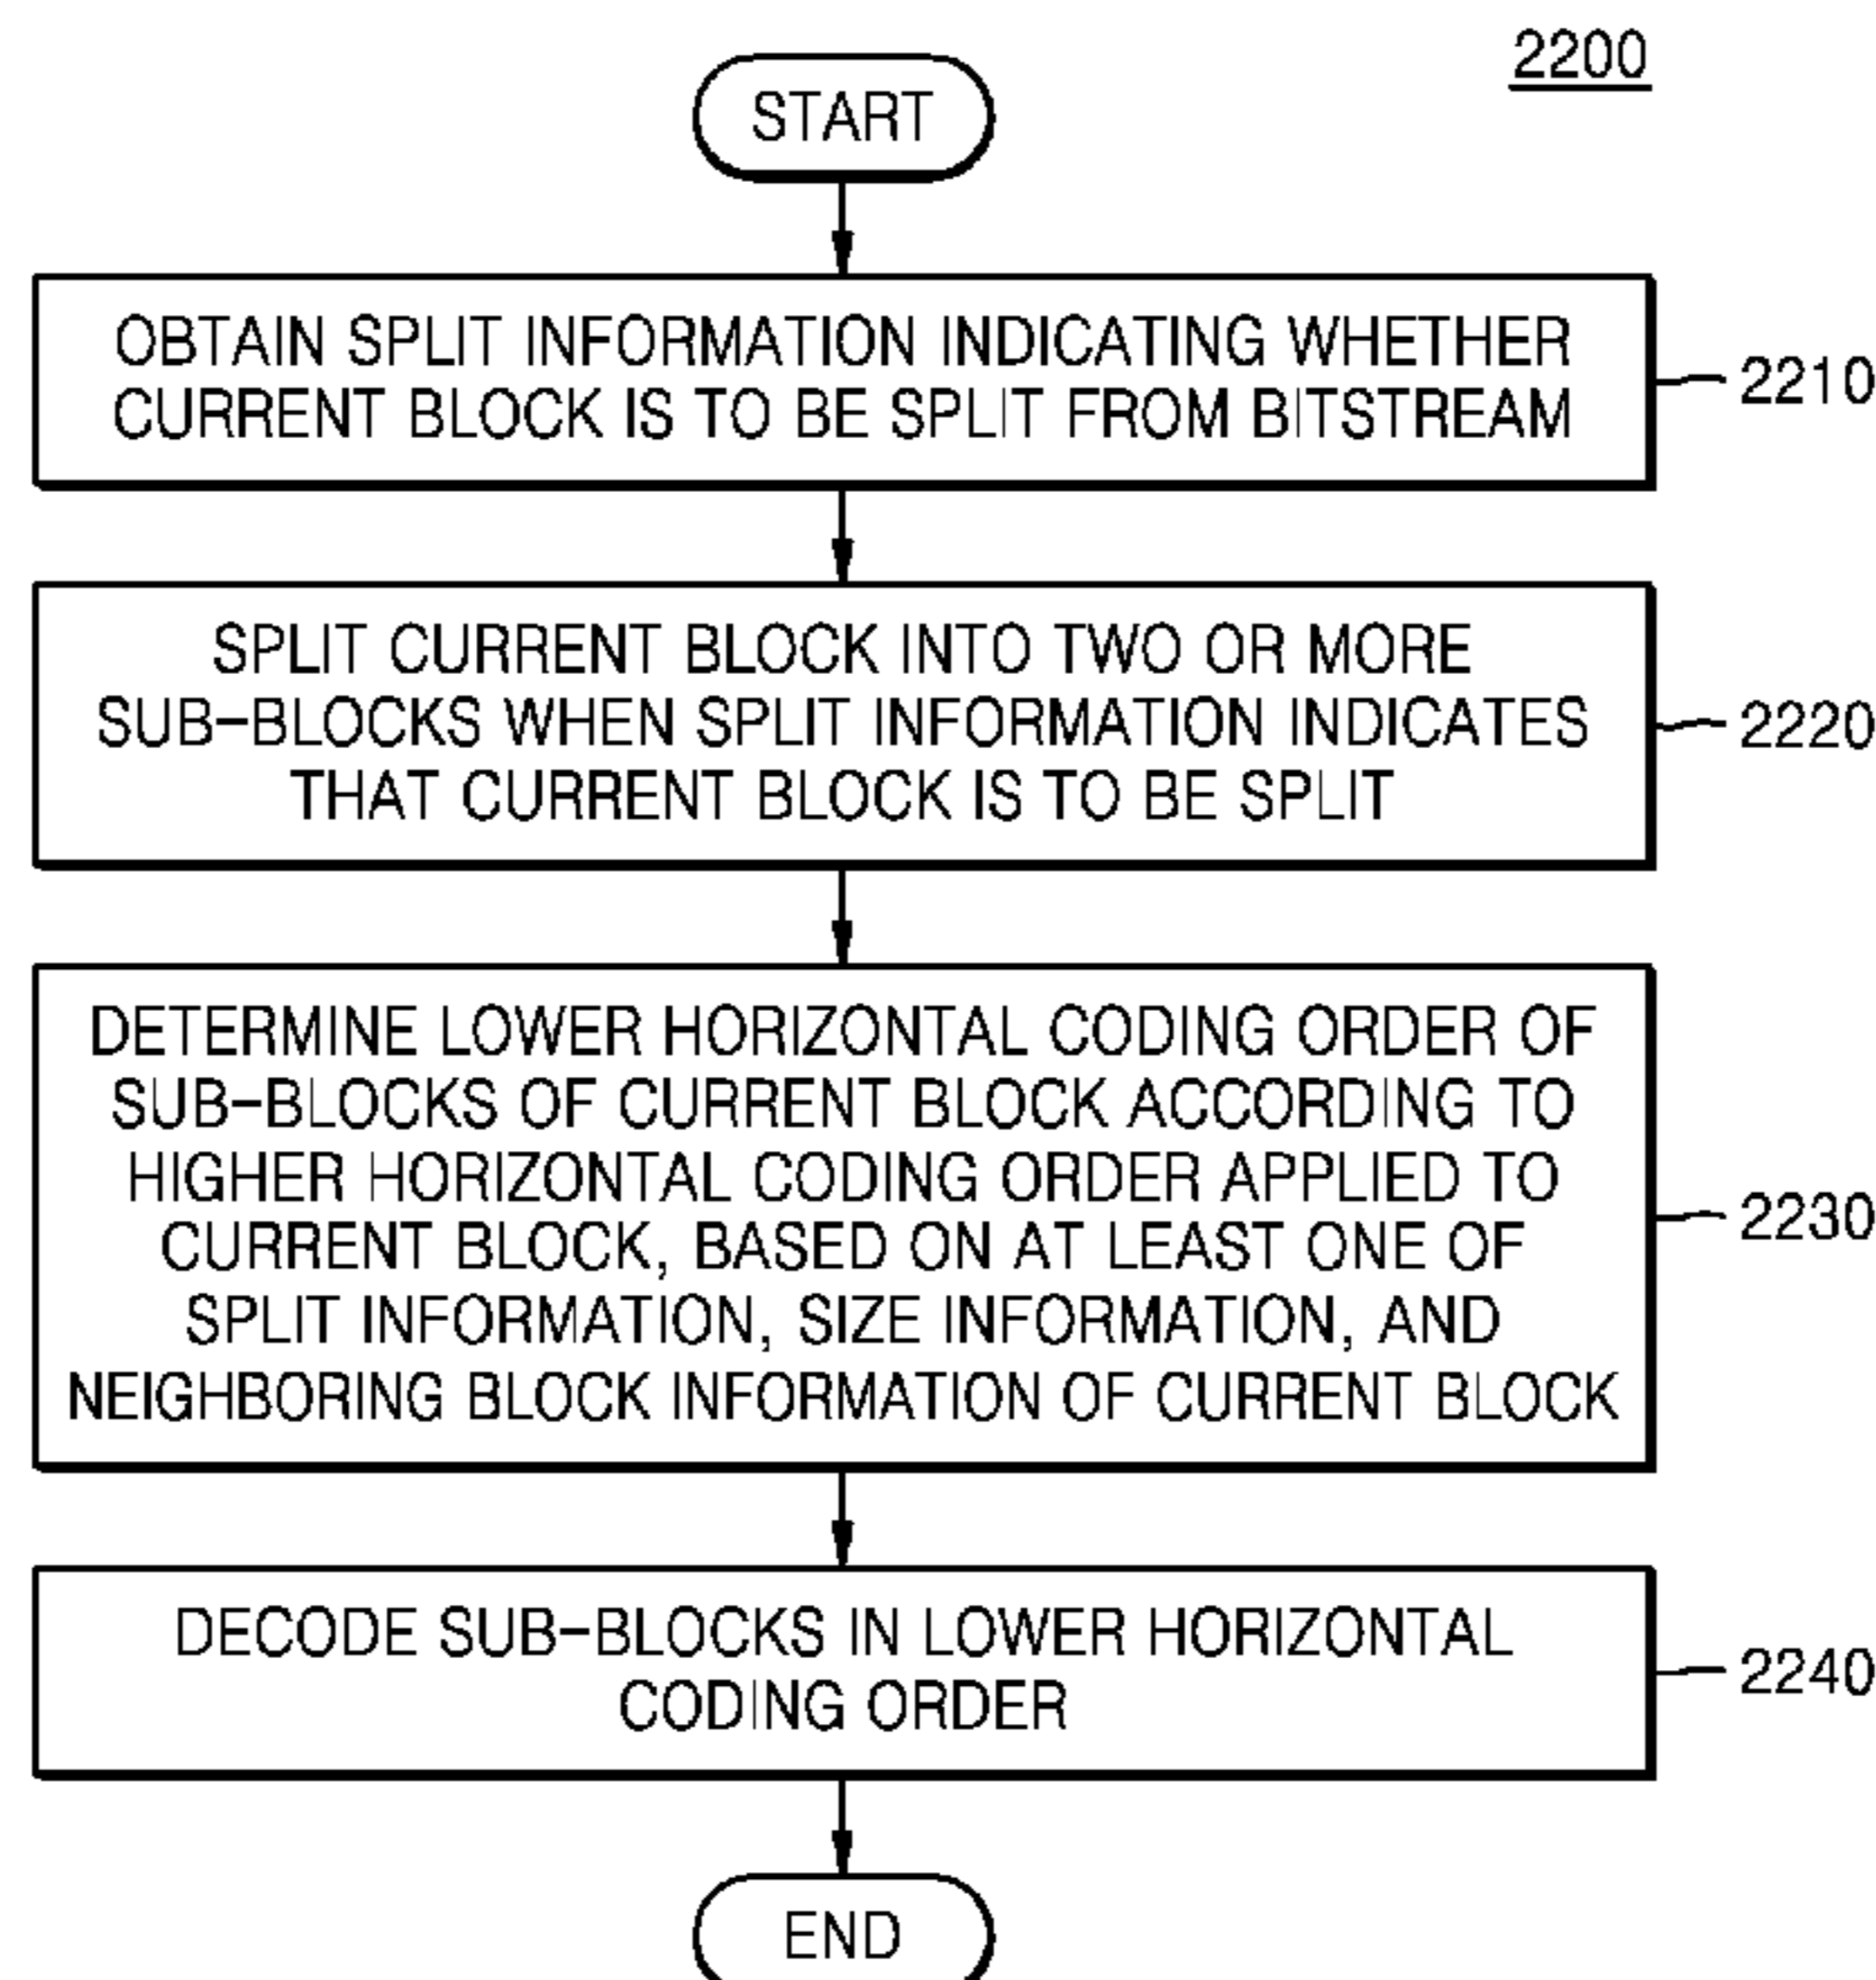 2200
START
OBTAIN SPLIT INFORMATION INDICATING WHETHER
CURRENT BLOCK IS TO BE SPLIT FROM BITSTREAM
2210
SPLIT CURRENT BLOCK INTO TWO OR MORE
SUB-BLOCKS WHEN SPLIT INFORMATION INDICATES
THAT CURRENT BLOCK IS TO BE SPLIT
2220
DETERMINE LOWER HORIZONTAL CODING ORDER OF
SUB-BLOCKS OF CURRENT BLOCK ACCORDING TO
HIGHER HORIZONTAL CODING ORDER APPLIED TO
CURRENT BLOCK, BASED ON AT LEAST ONE OF
SPLIT INFORMATION, SIZE INFORMATION, AND
NEIGHBORING BLOCK INFORMATION OF CURRENT BLOCK
2230
DECODE SUB-BLOCKS IN LOWER HORIZONTAL
CODING ORDER
2240
END